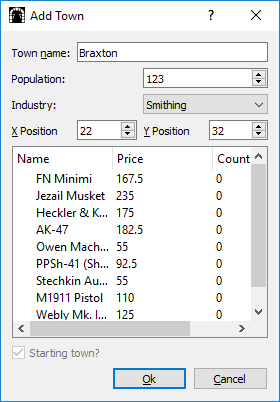 Add Town
Town name: Braxton
Population: 123
Industry: Smithing
X Position 22 Y Position 32
Name Price Count
FN Minimi 167.5 0
Jezail Musket 235 0
Heckler & K... 175 0
AK-47 182.5 0
Owen Mach... 55 0
PPSh-41 (Sh... 92.5 0
Stechkin Au... 55 0
M1911 Pistol 110 0
Webly Mk. I... 125 0
Starting town?
Ok Cancel